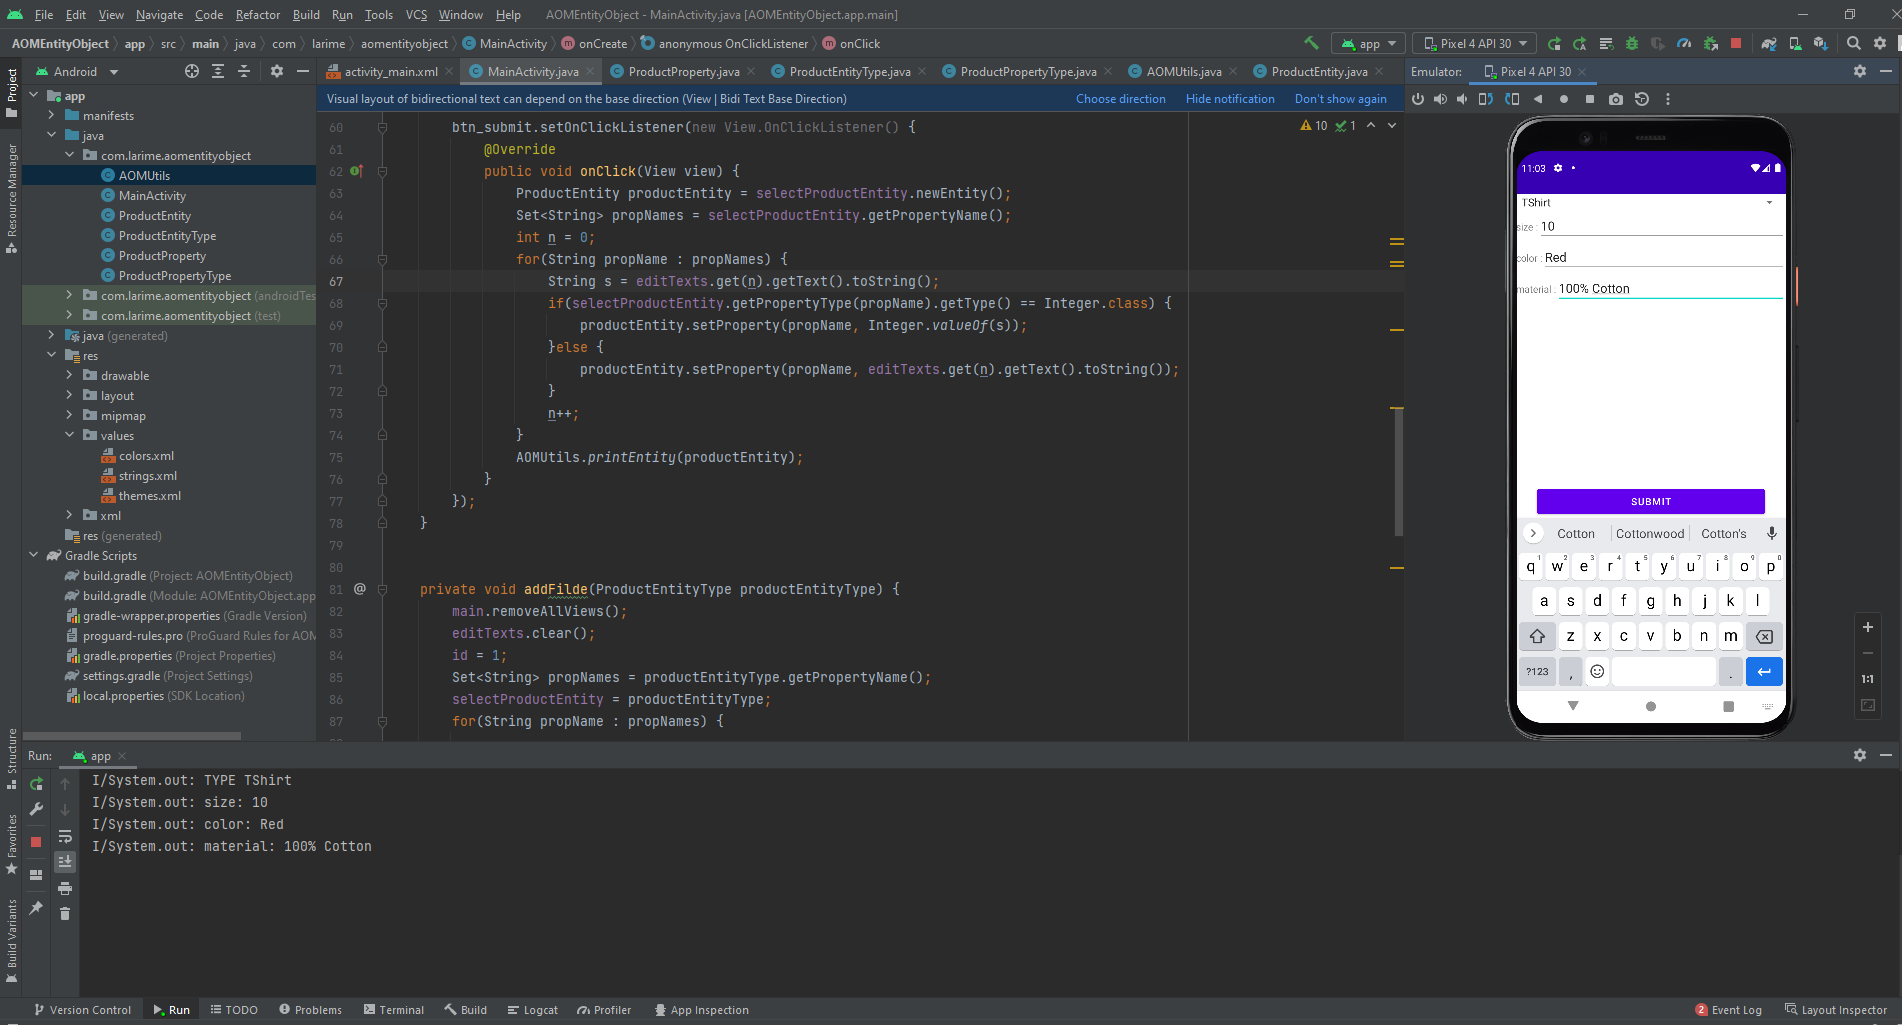 File Edit View Navigate Code Refactor Build Run Tools VCS Window Help AOMEntityObject - MainActivity.java [AOMEntityObject.app.main]
AOMEntityObject app src main java com larime aomentityobject MainActivity onCreate anonymous OnClickListener onClick app Pixel 4 API 30
Project
Resource Manager
Structure
Favorites
Build Variants
Android
app
manifests
java
com.larime.aomentityobject
AOMUtils
MainActivity
ProductEntity
ProductEntityType
ProductProperty
ProductPropertyType
com.larime.aomentityobject (androidTes
com.larime.aomentityobject (test)
java (generated)
res
drawable
layout
mipmap
values
colors.xml
strings.xml
themes.xml
xml
res (generated)
Gradle Scripts
build.gradle (Project: AOMEntityObject)
build.gradle (Module: AOMEntityObject.app
gradle-wrapper.properties (Gradle Version)
proguard-rules.pro (ProGuard Rules for AOM
gradle.properties (Project Properties)
settings.gradle (Project Settings)
local.properties (SDK Location)
activity_main.xml MainActivity.java ProductProperty.java ProductEntityType.java ProductPropertyType.java AOMUtils.java ProductEntity.java
Visual layout of bidirectional text can depend on the base direction (View | Bidi Text Base Direction) Choose direction Hide notification Don't show again
10 1
60 btn_submit.setOnClickListener(new View.OnClickListener() {
61 @Override
62 public void onClick(View view) {
63 ProductEntity productEntity = selectProductEntity.newEntity();
64 Set<String> propNames = selectProductEntity.getPropertyName();
65 int n = 0;
66 for(String propName : propNames) {
67 String s = editTexts.get(n).getText().toString();
68 if(selectProductEntity.getPropertyType(propName).getType() == Integer.class) {
69 productEntity.setProperty(propName, Integer.valueOf(s));
70 }else {
71 productEntity.setProperty(propName, editTexts.get(n).getText().toString());
72 }
73 n++;
74 }
75 AOMUtils.printEntity(productEntity);
76 }
77 });
78 }
79
80
81 @ private void addFilde(ProductEntityType productEntityType) {
82 main.removeAllViews();
83 editTexts.clear();
84 id = 1;
85 Set<String> propNames = productEntityType.getPropertyName();
86 selectProductEntity = productEntityType;
87 for(String propName : propNames) {
Emulator: Pixel 4 API 30
11:03
TShirt
size : 10
color : Red
material : 100% Cotton
SUBMIT
Cotton Cottonwood Cotton's
q1 w2 e3 r4 t5 y6 u7 i8 o9 p0
a s d f g h j k l
z x c v b n m
?123 , .
1:1
Run: app
I/System.out: TYPE TShirt
I/System.out: size: 10
I/System.out: color: Red
I/System.out: material: 100% Cotton
Version Control Run TODO Problems Terminal Build Logcat Profiler App Inspection 2 Event Log Layout Inspector